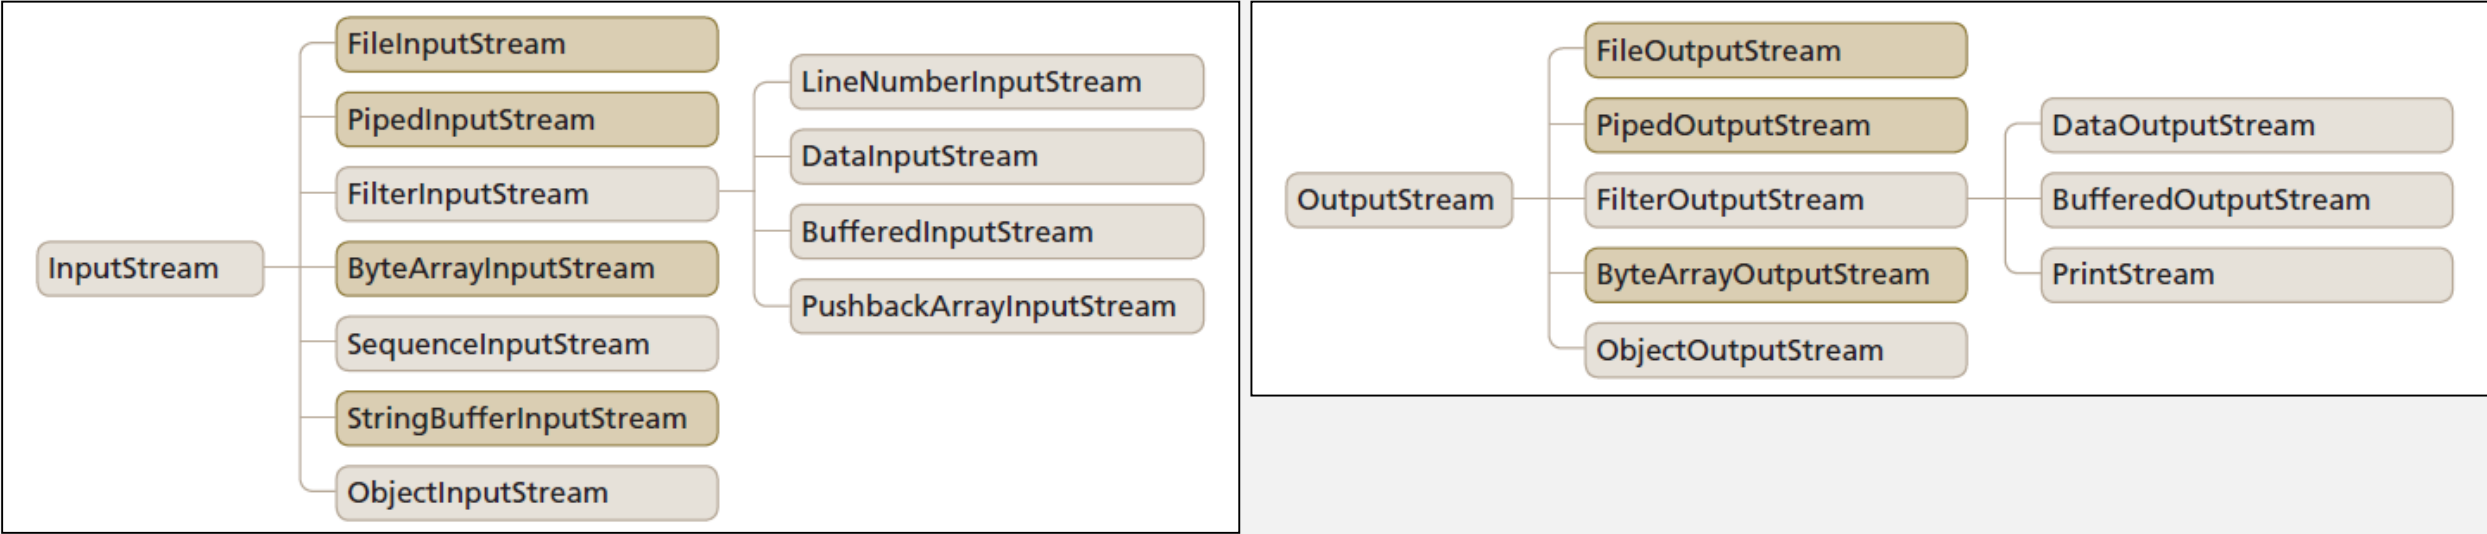 InputStream
FileInputStream
PipedInputStream
FilterInputStream
ByteArrayInputStream
SequenceInputStream
StringBufferInputStream
ObjectInputStream
LineNumberInputStream
DataInputStream
BufferedInputStream
PushbackArrayInputStream
OutputStream
FileOutputStream
PipedOutputStream
FilterOutputStream
ByteArrayOutputStream
ObjectOutputStream
DataOutputStream
BufferedOutputStream
PrintStream